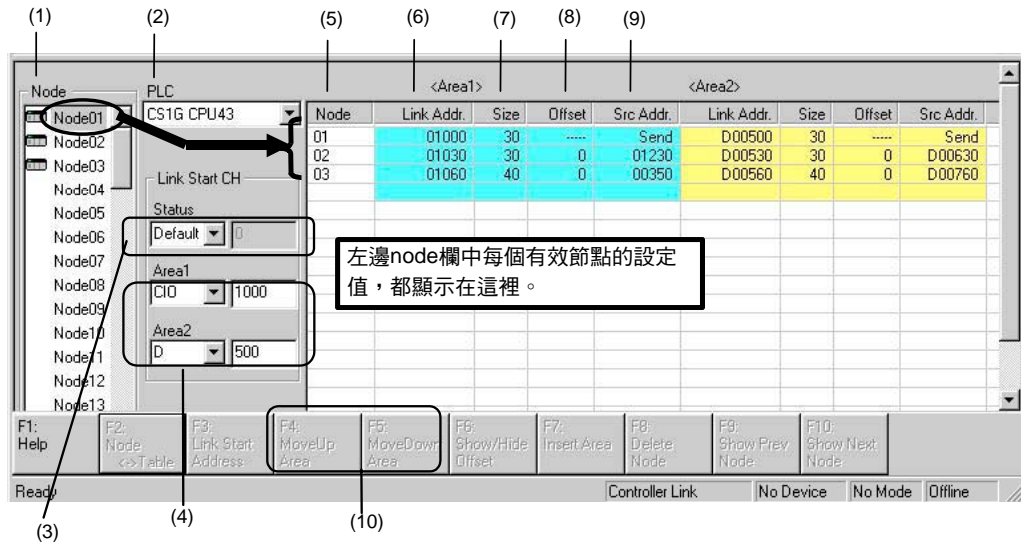 (1) (2) (5) (6) (7) (8) (9)
Node PLC <Area1> <Area2>
CS1G CPU43
Node Link Addr. Size Offset Src Addr. Link Addr. Size Offset Src Addr.
01 01000 30 ----- Send D00500 30 ----- Send
02 01030 30 0 01230 D00530 30 0 D00630
03 01060 40 0 00350 D00560 40 0 D00760
Node01
Node02
Node03
Node04
Node05
Node06
Node07
Node08
Node09
Node10
Node11
Node12
Node13
Link Start CH
Status
Default 0
Area1
CIO 1000
Area2
D 500
左邊node欄中每個有效節點的設定
值,都顯示在這裡。
F1:
Help
F2:
Node
<->Table
F3:
Link Start
Address
F4:
MoveUp
Area
F5:
MoveDown
Area
F6:
Show/Hide
Offset
F7:
Insert Area
F8:
Delete
Node
F9:
Show Prev
Node
F10:
Show Next
Node
Ready Controller Link No Device No Mode Offline
(3) (4) (10)